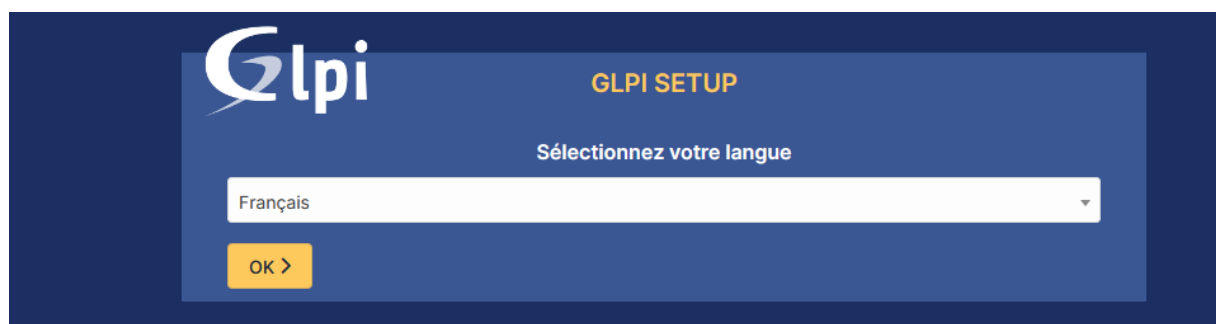 Glpi
GLPI SETUP
Sélectionnez votre langue
Français
OK